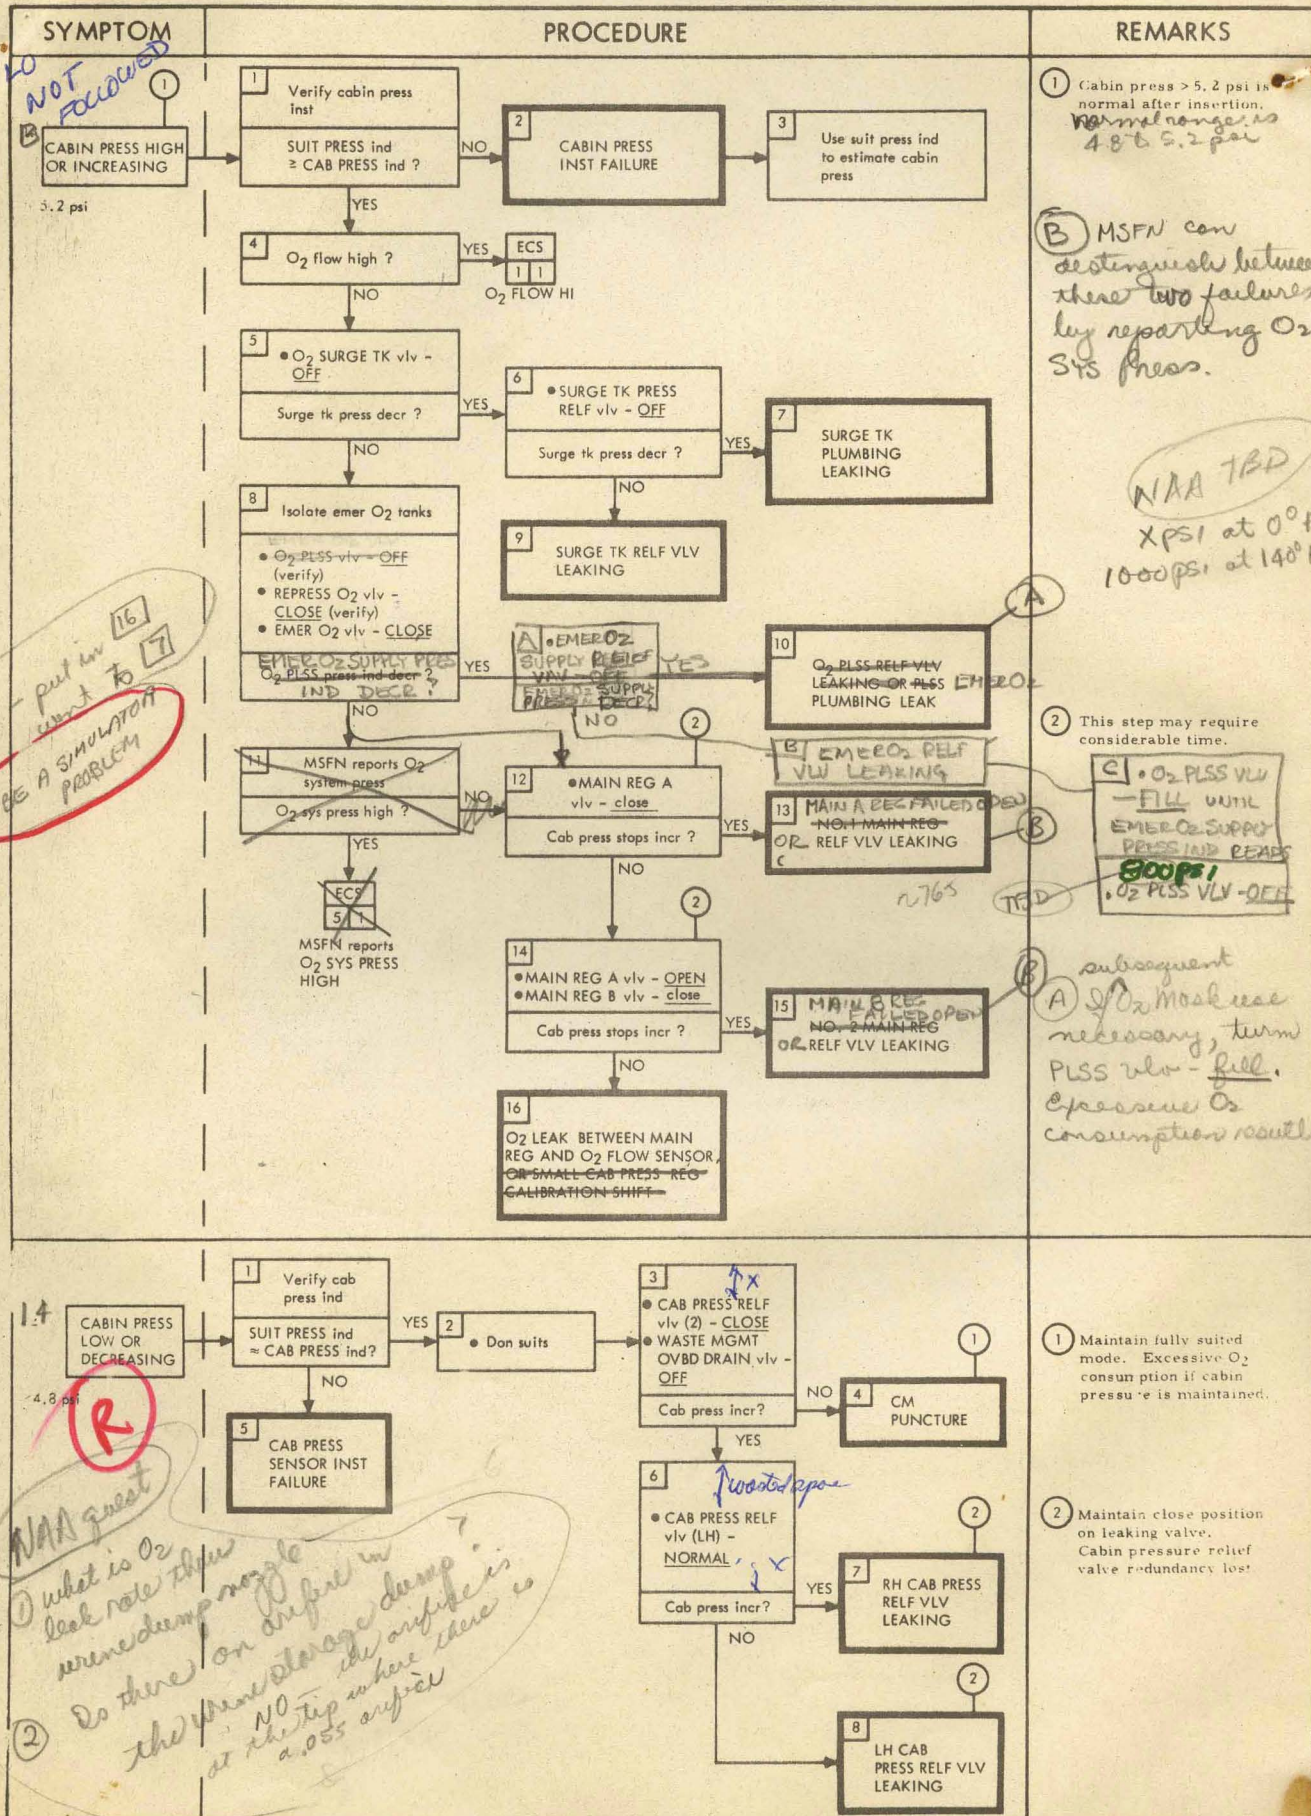 SYMPTOM
PROCEDURE
REMARKS
LO
NOT
FOLLOWED
1
CABIN PRESS HIGH
OR INCREASING
5.2 psi
1
Verify cabin press
inst
SUIT PRESS ind
≥ CAB PRESS ind ?
NO
YES
2
CABIN PRESS
INST FAILURE
3
Use suit press ind
to estimate cabin
press
4
O2 flow high ?
YES
NO
ECS
1 1
O2 FLOW HI
5
• O2 SURGE TK vlv -
OFF
Surge tk press decr ?
YES
NO
6
• SURGE TK PRESS
RELF vlv - OFF
Surge tk press decr ?
YES
NO
7
SURGE TK
PLUMBING
LEAKING
8
Isolate emer O2 tanks
• O2 PLSS vlv - OFF
(verify)
• REPRESS O2 vlv -
CLOSE (verify)
• EMER O2 vlv - CLOSE
EMER O2 SUPPLY PRES
O2 PLSS press ind decr ?
IND DECR ?
YES
NO
9
SURGE TK RELF VLV
LEAKING
A • EMER O2
SUPPLY RELIEF
VAV - OFF
EMER O2 SUPPLY
PRESS DECR?
YES
NO
10
O2 PLSS RELF VLV
LEAKING OR PLSS EMER O2
PLUMBING LEAK
A
B EMER O2 RELF
VLV LEAKING
11
MSFN reports O2
system press
O2 sys press high ?
NO
YES
ECS
5 1
MSFN reports
O2 SYS PRESS
HIGH
2
12
• MAIN REG A
vlv - close
Cab press stops incr ?
YES
NO
13 MAIN A REG FAILED OPEN
NO. 1 MAIN REG
OR RELF VLV LEAKING
B
~765
TBD
2
14
• MAIN REG A vlv - OPEN
• MAIN REG B vlv - close
Cab press stops incr ?
YES
NO
15 MAIN B REG
FAILED OPEN
NO. 2 MAIN REG
OR RELF VLV LEAKING
B
16
O2 LEAK BETWEEN MAIN
REG AND O2 FLOW SENSOR,
OR SMALL CAB PRESS REG
CALIBRATION SHIFT
- put in 16
went to 7
BE A SIMULATOR
PROBLEM
1 Cabin press > 5.2 psi is
normal after insertion.
normal range is
4.8 to 5.2 psi
B MSFN can
destinguish between
these two failures
by reporting O2
SYS Press.
NAA TBD
X PSI at 0°
1000 PSI at 140°
2 This step may require
considerable time.
C • O2 PLSS VLV
- FILL UNTIL
EMER O2 SUPPLY
PRESS IND READS
800 PSI
• O2 PLSS VLV - OFF
subsequent
A If O2 Mask use
necessary, turn
PLSS vlv - fill.
Excessive O2
consumption result
1.4
CABIN PRESS
LOW OR
DECREASING
4.8 psi
R
1
Verify cab
press ind
SUIT PRESS ind
≈ CAB PRESS ind?
YES
NO
2
• Don suits
3
↕ X
• CAB PRESS RELF
vlv (2) - CLOSE
• WASTE MGMT
OVBD DRAIN vlv -
OFF
Cab press incr?
NO
YES
1
4
CM
PUNCTURE
5
CAB PRESS
SENSOR INST
FAILURE
6
• CAB PRESS RELF
vlv (LH) -
NORMAL
X
Cab press incr?
YES
NO
2
7
RH CAB PRESS
RELF VLV
LEAKING
2
8
LH CAB
PRESS RELF VLV
LEAKING
1 Maintain fully suited
mode. Excessive O2
consumption if cabin
pressure is maintained.
2 Maintain close position
on leaking valve.
Cabin pressure relief
valve redundancy lost
NAA quest
1 what is O2
leak rate thru
urine dump nozzle
2 Is there an orifice in
the urine storage dump?
NO - the orifice is
at the tip where there is
a .055 orifice